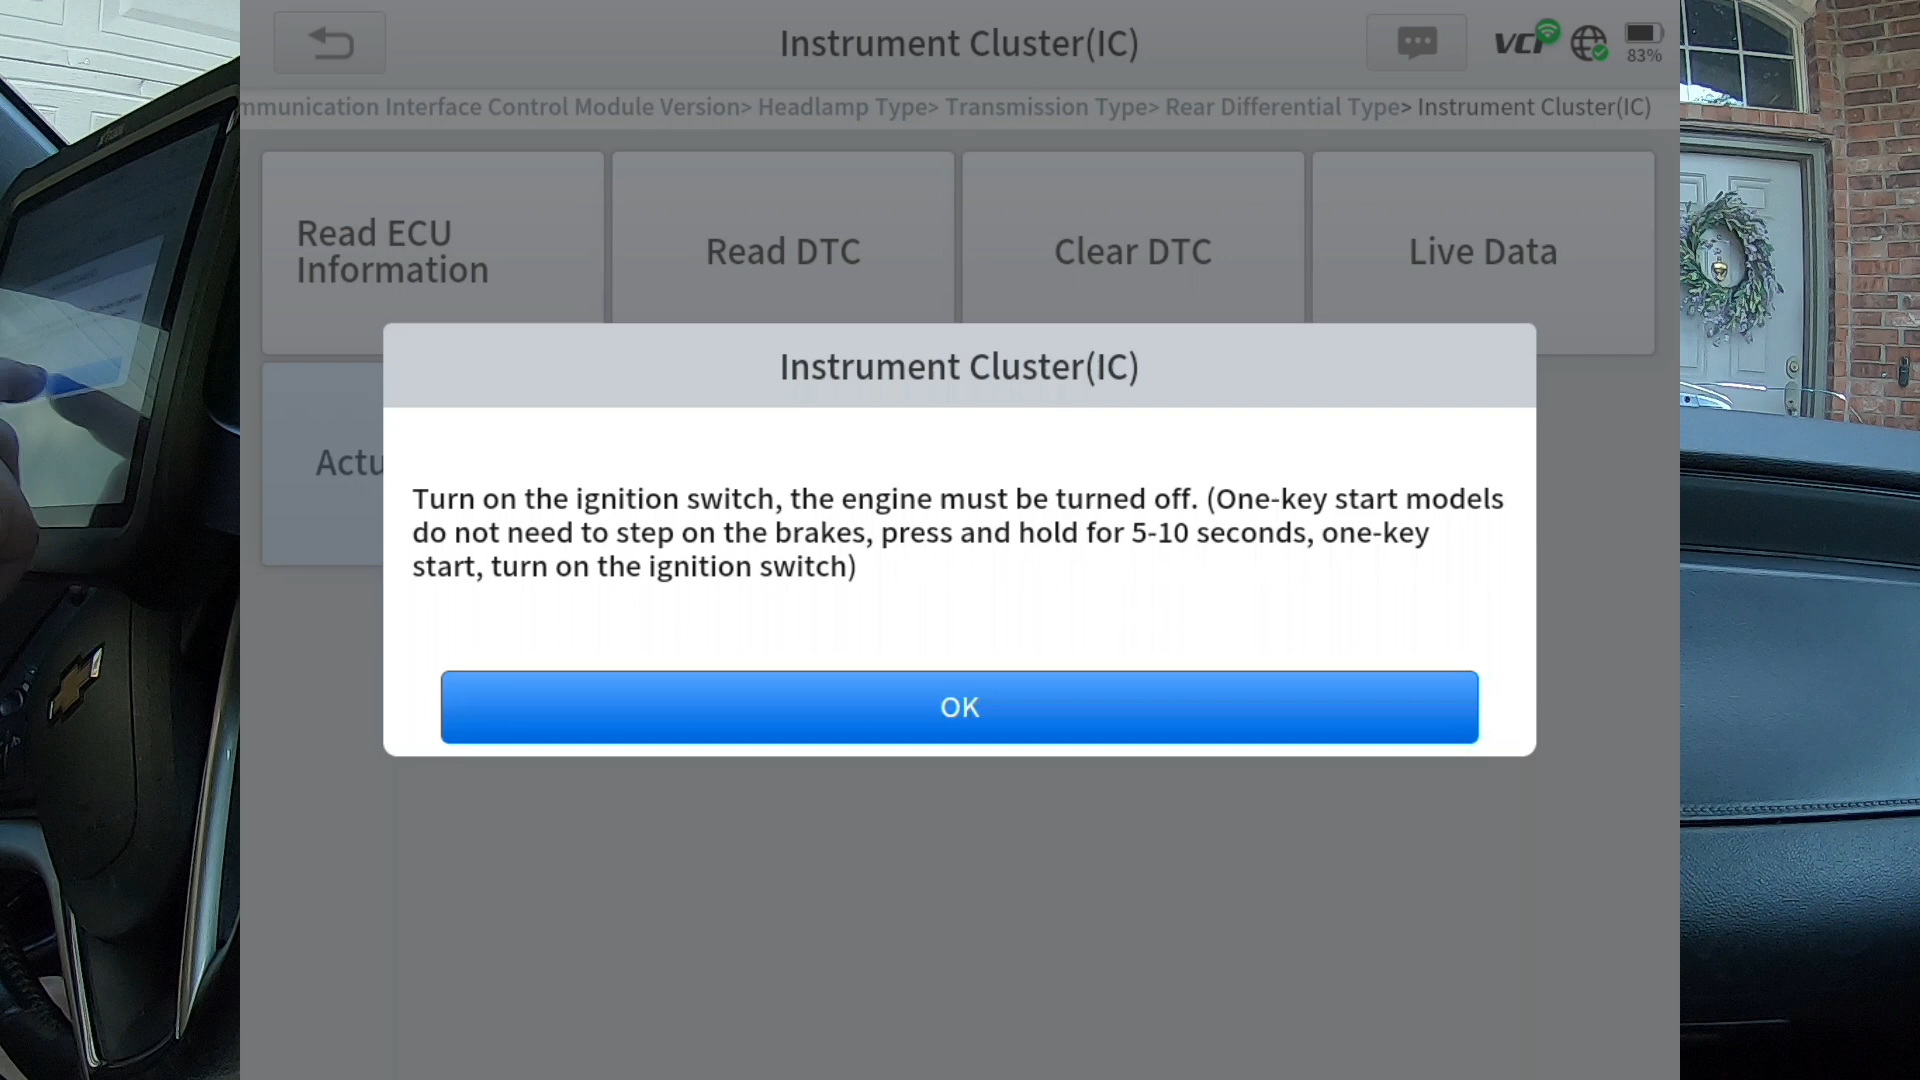 Instrument Cluster(IC)
VCI
83%
mmunication Interface Control Module Version> Headlamp Type> Transmission Type> Rear Differential Type> Instrument Cluster(IC)
Read ECU
Information
Read DTC
Clear DTC
Live Data
Actu
Instrument Cluster(IC)
Turn on the ignition switch, the engine must be turned off. (One-key start models
do not need to step on the brakes, press and hold for 5-10 seconds, one-key
start, turn on the ignition switch)
OK